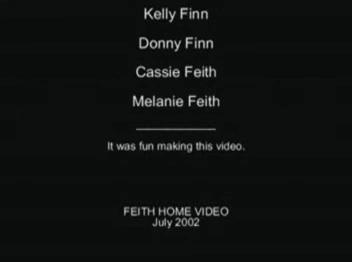 Kelly Finn
Donny Finn
Cassie Feith
Melanie Feith
It was fun making this video.
FEITH HOME VIDEO
July 2002